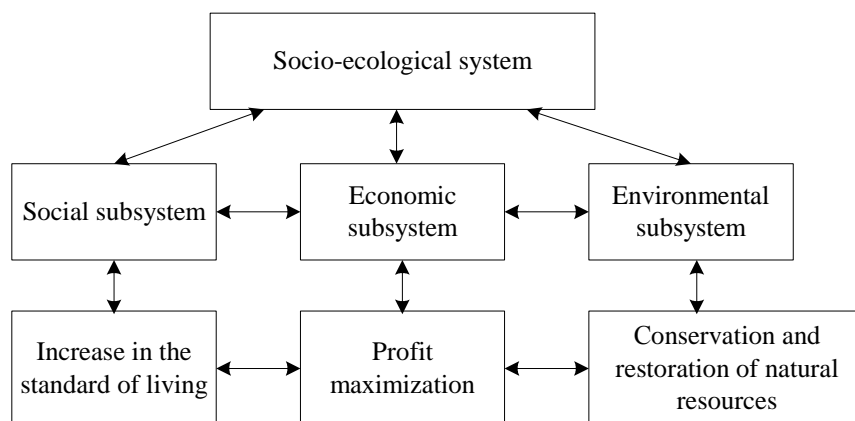 Socio-ecological system
Social subsystem
Economic
subsystem
Environmental
subsystem
Increase in the
standard of living
Profit
maximization
Conservation and
restoration of natural
resources